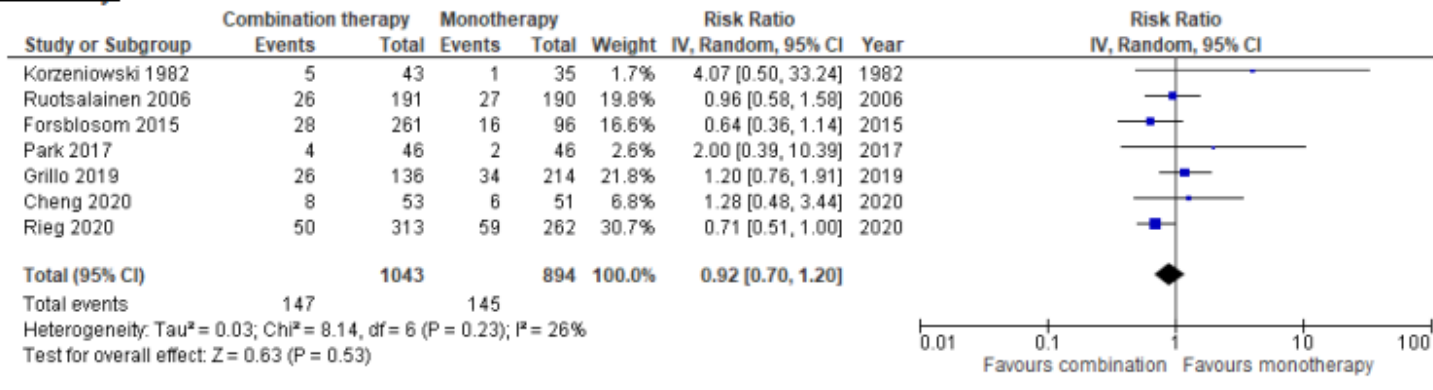 Combination therapy Monotherapy Risk Ratio Risk Ratio
Study or Subgroup Events Total Events Total Weight IV, Random, 95% CI Year IV, Random, 95% CI
Korzeniowski 1982 5 43 1 35 1.7% 4.07 [0.50, 33.24] 1982
Ruotsalainen 2006 26 191 27 190 19.8% 0.96 [0.58, 1.58] 2006
Forsblosom 2015 28 261 16 96 16.6% 0.64 [0.36, 1.14] 2015
Park 2017 4 46 2 46 2.6% 2.00 [0.39, 10.39] 2017
Grillo 2019 26 136 34 214 21.8% 1.20 [0.76, 1.91] 2019
Cheng 2020 8 53 6 51 6.8% 1.28 [0.48, 3.44] 2020
Rieg 2020 50 313 59 262 30.7% 0.71 [0.51, 1.00] 2020
Total (95% CI) 1043 894 100.0% 0.92 [0.70, 1.20]
Total events 147 145
Heterogeneity: Tau² = 0.03; Chi² = 8.14, df = 6 (P = 0.23); I² = 26%
Test for overall effect: Z = 0.63 (P = 0.53)
0.01 0.1 1 10 100
Favours combination Favours monotherapy